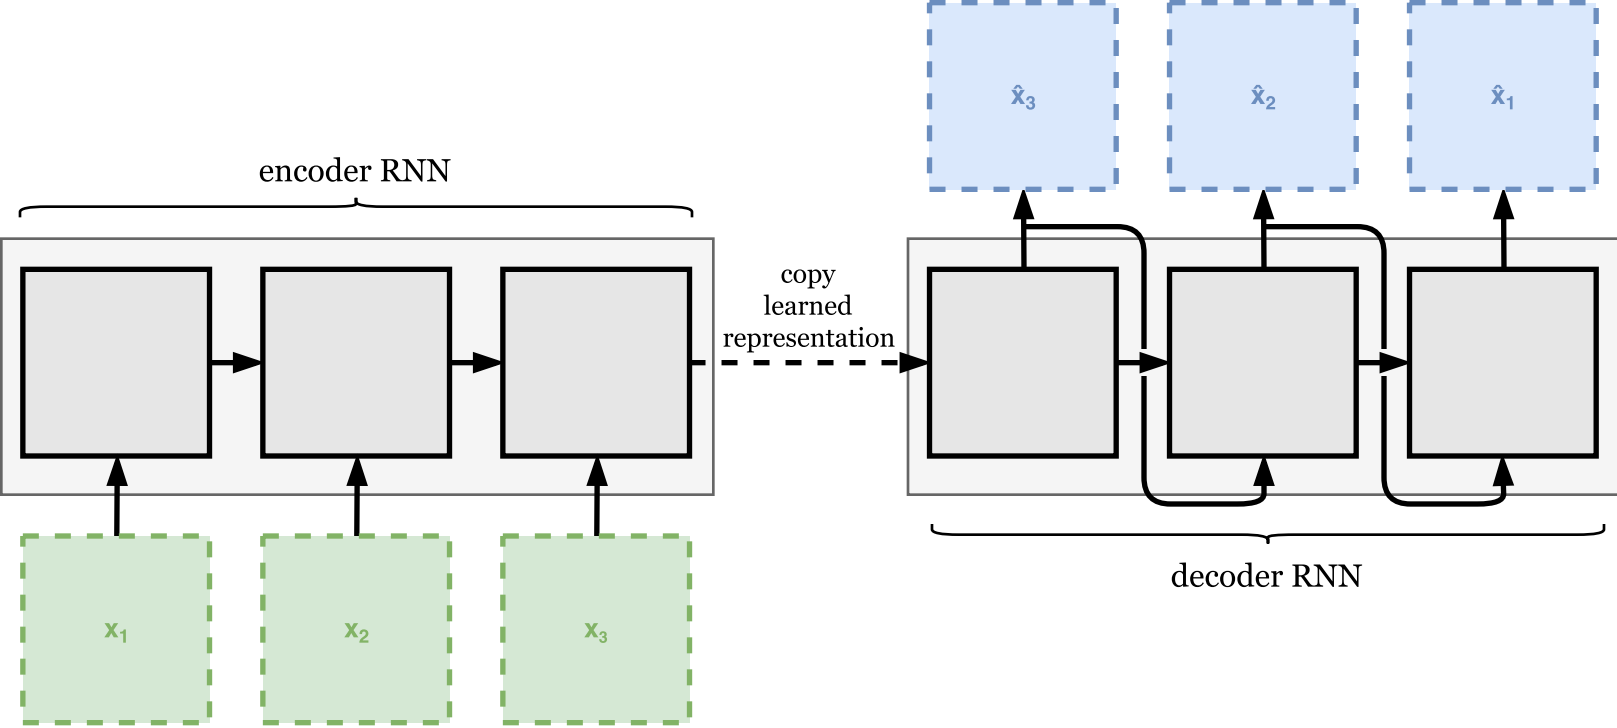 x̂₃ x̂₂ x̂₁
encoder RNN
copy
learned
representation
decoder RNN
x₁ x₂ x₃